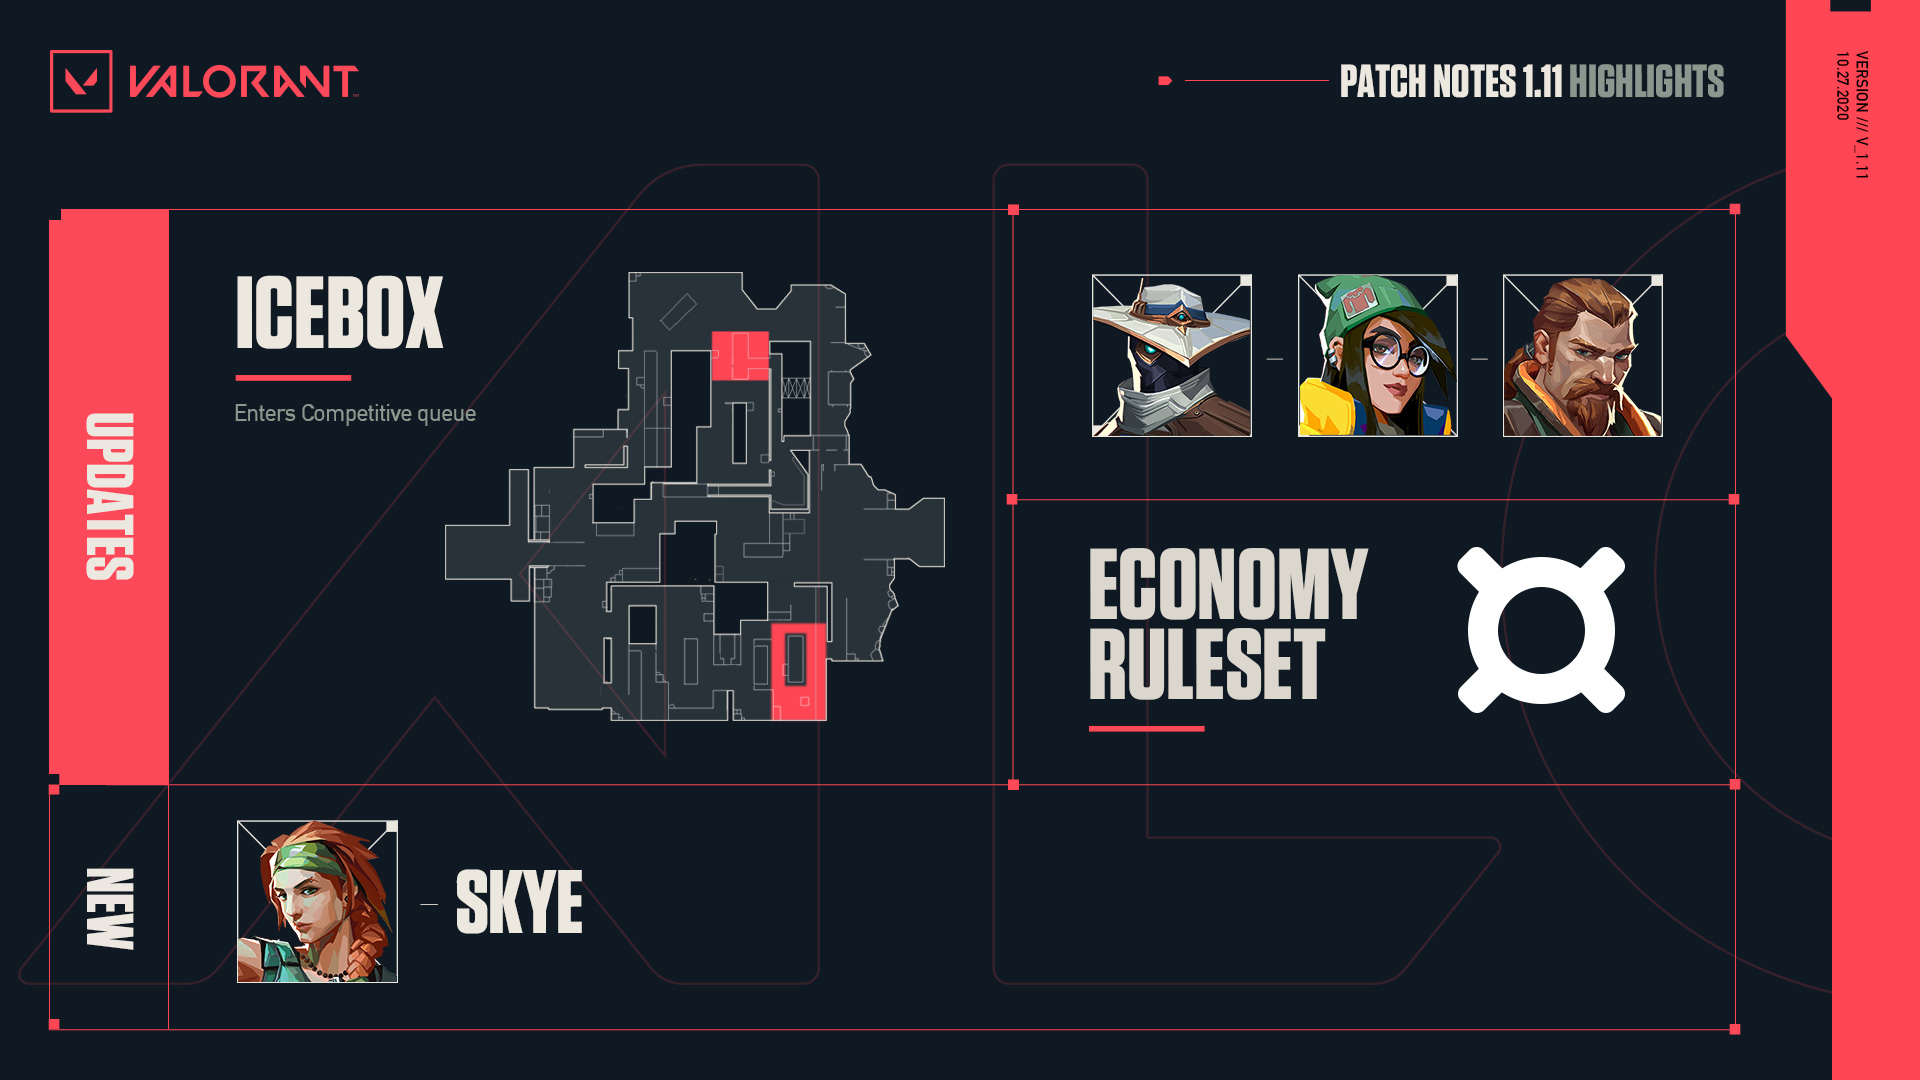 VALORANT™
PATCH NOTES 1.11 HIGHLIGHTS
VERSION /// V_1.11
10.27.2020
UPDATES
ICEBOX
Enters Competitive queue
ECONOMY
RULESET
NEW
SKYE